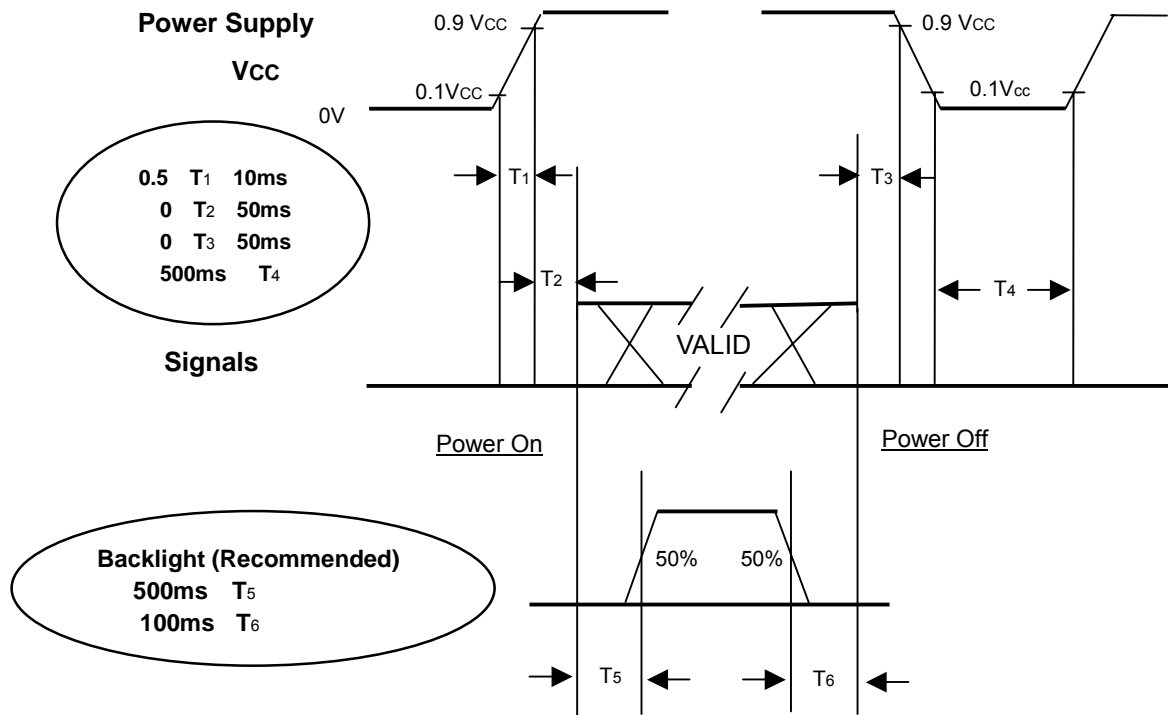 Power Supply
VCC
0.9 VCC
0.1VCC
0V
0.9 VCC
0.1Vcc
0.5 T1 10ms
0 T2 50ms
0 T3 50ms
500ms T4
T1
T3
T2
T4
VALID
Signals
Power On
Power Off
Backlight (Recommended)
500ms T5
100ms T6
50%
50%
T5
T6